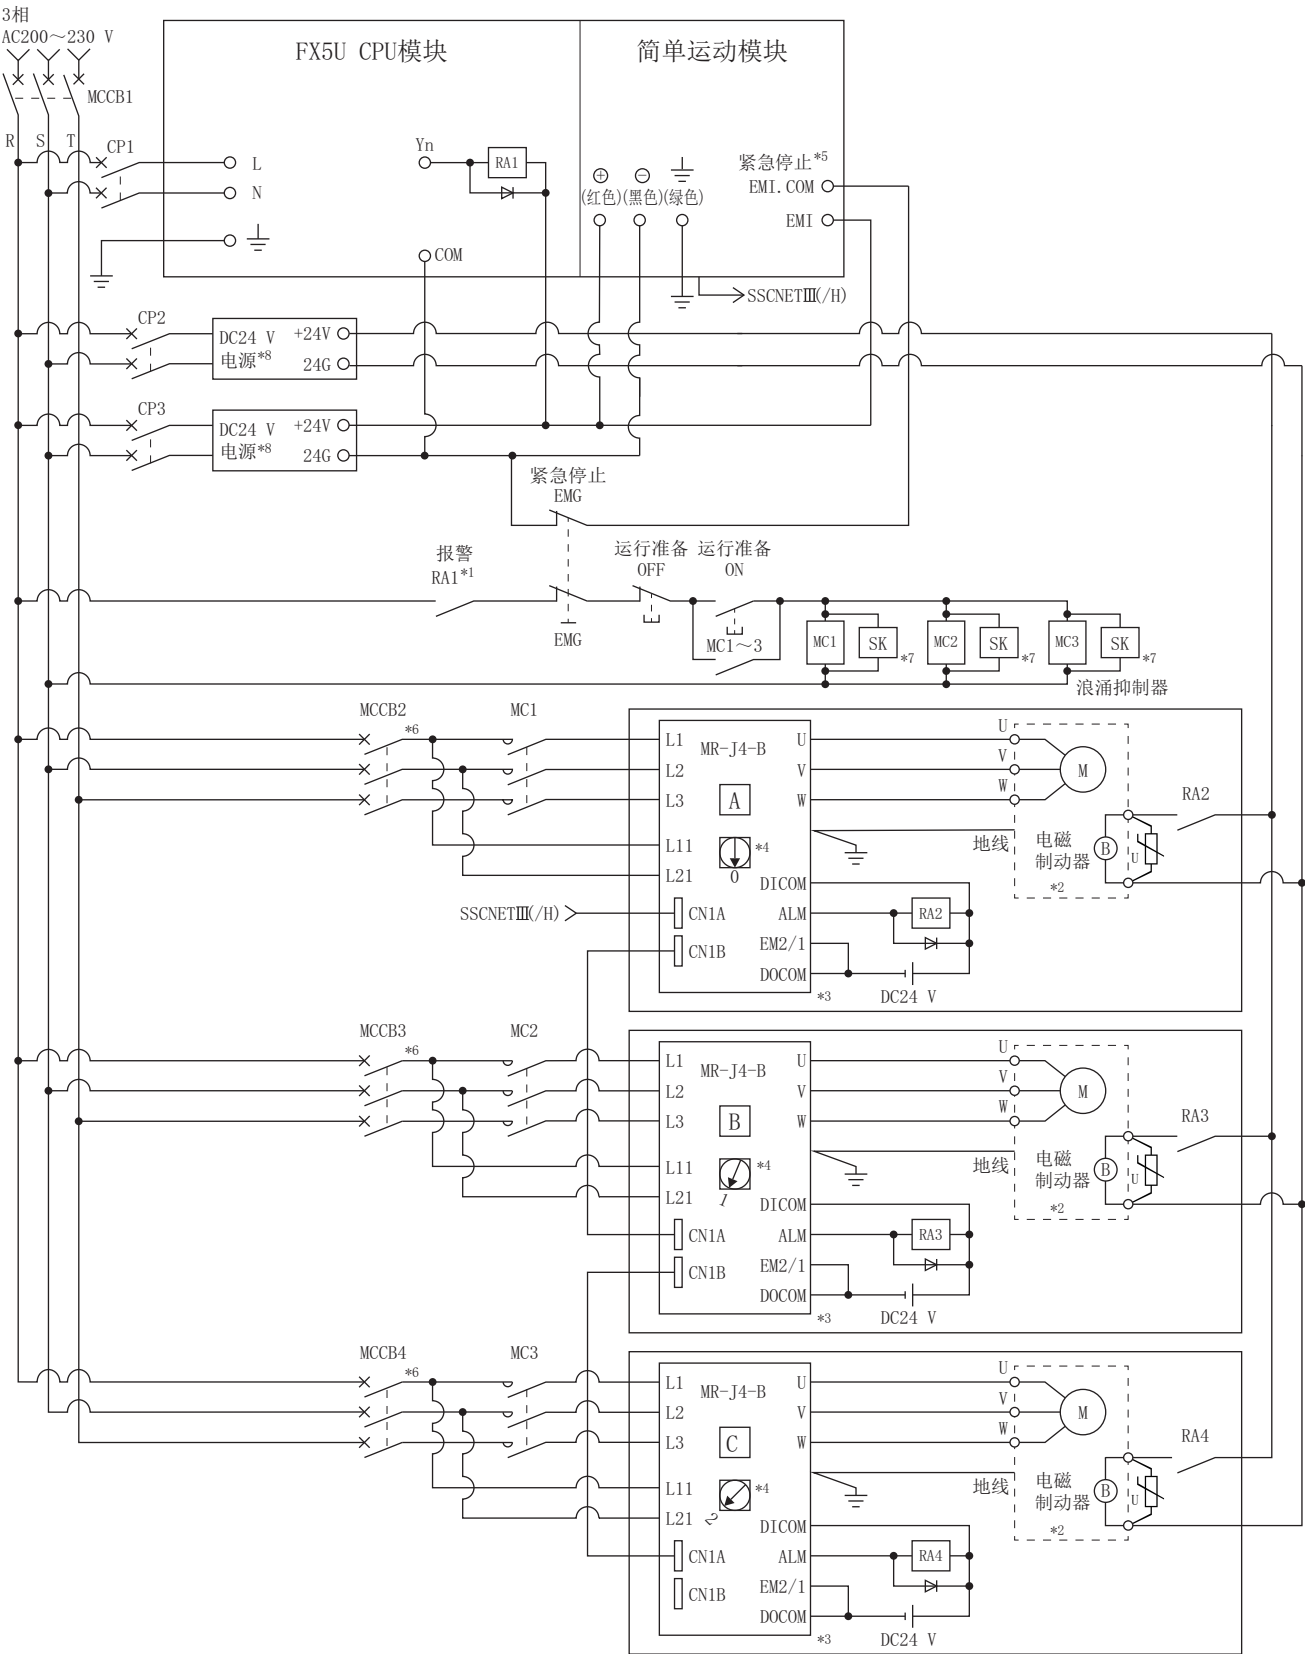 3相
AC200～230 V
FX5U CPU模块
简单运动模块
MCCB1
R S T
CP1
L
N
Yn
RA1
COM
(红色)(黑色)(绿色)
紧急停止*5
EMI.COM
EMI
SSCNETⅢ(/H)
CP2
DC24 V
电源*8
+24V
24G
CP3
DC24 V
电源*8
+24V
24G
紧急停止
EMG
报警
RA1*1
EMG
运行准备
OFF
运行准备
ON
MC1～3
MC1
SK
*7
MC2
SK
*7
MC3
SK
*7
浪涌抑制器
MCCB2
*6
MC1
L1
L2
L3
L11
L21
CN1A
CN1B
SSCNETⅢ(/H)
MR-J4-B
A
*4
0
U
V
W
DICOM
ALM
EM2/1
DOCOM
*3
U
V
W
M
地线
电磁
制动器
*2
B
U
RA2
RA2
DC24 V
MCCB3
*6
MC2
L1
L2
L3
L11
L21
CN1A
CN1B
MR-J4-B
B
*4
1
U
V
W
DICOM
ALM
EM2/1
DOCOM
*3
U
V
W
M
地线
电磁
制动器
*2
B
U
RA3
RA3
DC24 V
MCCB4
*6
MC3
L1
L2
L3
L11
L21
CN1A
CN1B
MR-J4-B
C
*4
2
U
V
W
DICOM
ALM
EM2/1
DOCOM
*3
U
V
W
M
地线
电磁
制动器
*2
B
U
RA4
RA4
DC24 V